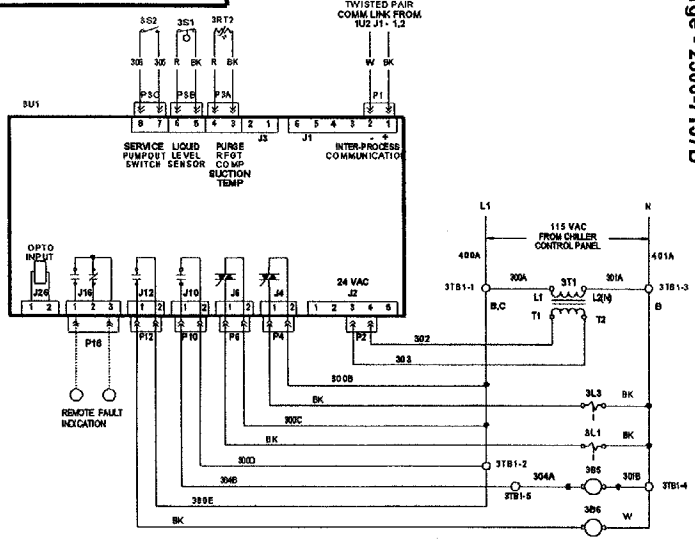 TWISTED PAIR
COMM LINK FROM
1U2 J1 - 1,2
3S2
3S1
3RT2
306
305
R
BK
R
BK
W
BK
P3C
P3B
P3A
P1
3U1
8
7
6
5
4
3
2
1
J3
6
5
4
3
2
1
J1
-
+
SERVICE
PUMPOUT
SWITCH
LIQUID
LEVEL
SENSOR
PURGE
RFGT
COMP
SUCTION
TEMP
INTER-PROCESS
COMMUNICATION
L1
N
115 VAC
FROM CHILLER
CONTROL PANEL
400A
401A
OPTO
INPUT
J26
J16
J12
J10
J6
J4
24 VAC
J2
1
2
1
2
3
1
2
1
2
1
2
1
2
1
2
3
4
5
3TB1-1
300A
3T1
301A
3TB1-3
L1
L2(N)
B,C
B
T1
T2
P16
P12
P10
P6
P4
P2
302
303
300B
REMOTE FAULT
INDICATION
BK
3L3
BK
300C
BK
3L1
BK
300D
3TB1-2
304B
304A
3B5
301B
3TB1-4
3TB1-5
300E
BK
3B6
W